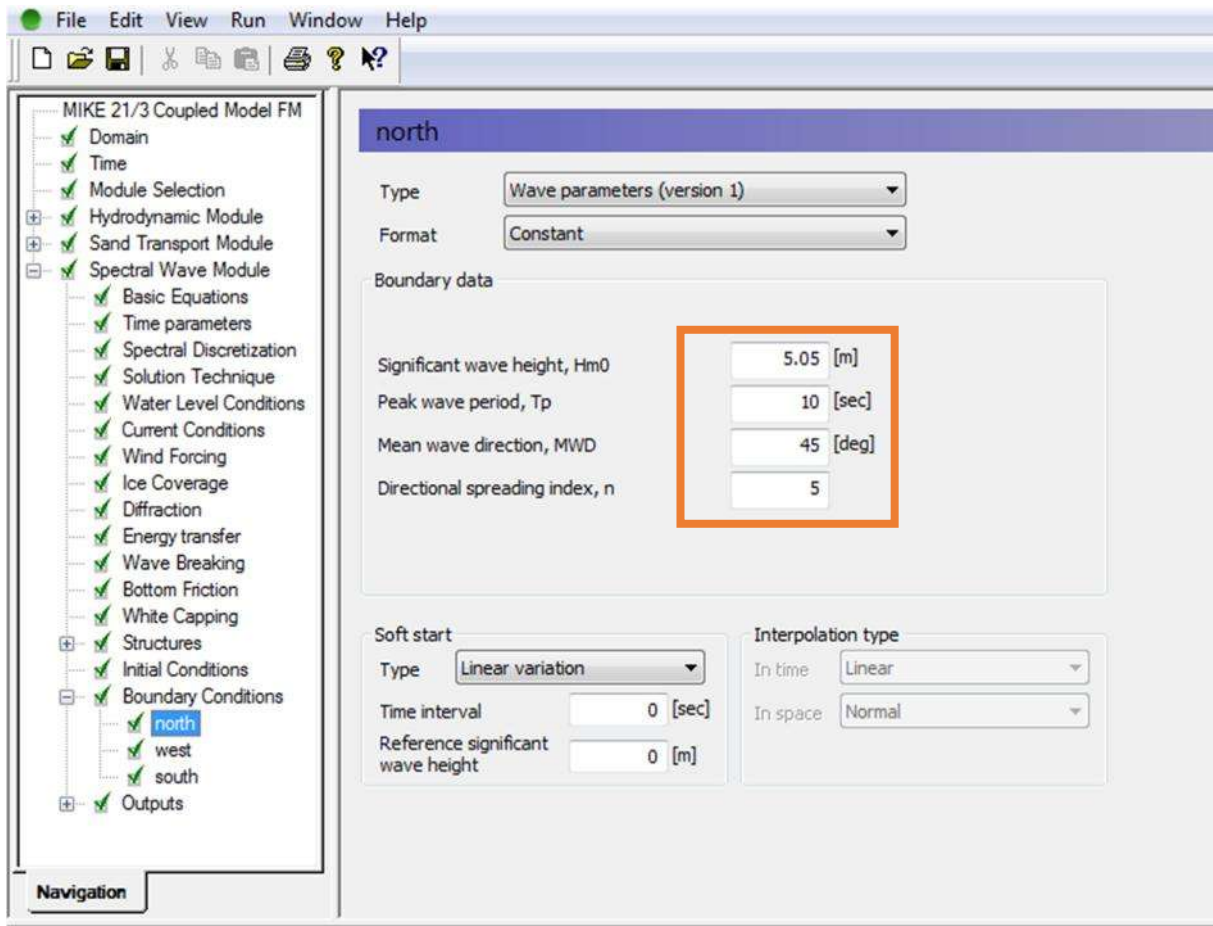 File Edit View Run Window Help
MIKE 21/3 Coupled Model FM
Domain
Time
Module Selection
Hydrodynamic Module
Sand Transport Module
Spectral Wave Module
Basic Equations
Time parameters
Spectral Discretization
Solution Technique
Water Level Conditions
Current Conditions
Wind Forcing
Ice Coverage
Diffraction
Energy transfer
Wave Breaking
Bottom Friction
White Capping
Structures
Initial Conditions
Boundary Conditions
north
west
south
Outputs
Navigation
north
Type Wave parameters (version 1)
Format Constant
Boundary data
Significant wave height, Hm0 5.05 [m]
Peak wave period, Tp 10 [sec]
Mean wave direction, MWD 45 [deg]
Directional spreading index, n 5
Soft start
Type Linear variation
Time interval 0 [sec]
Reference significant
wave height 0 [m]
Interpolation type
In time Linear
In space Normal